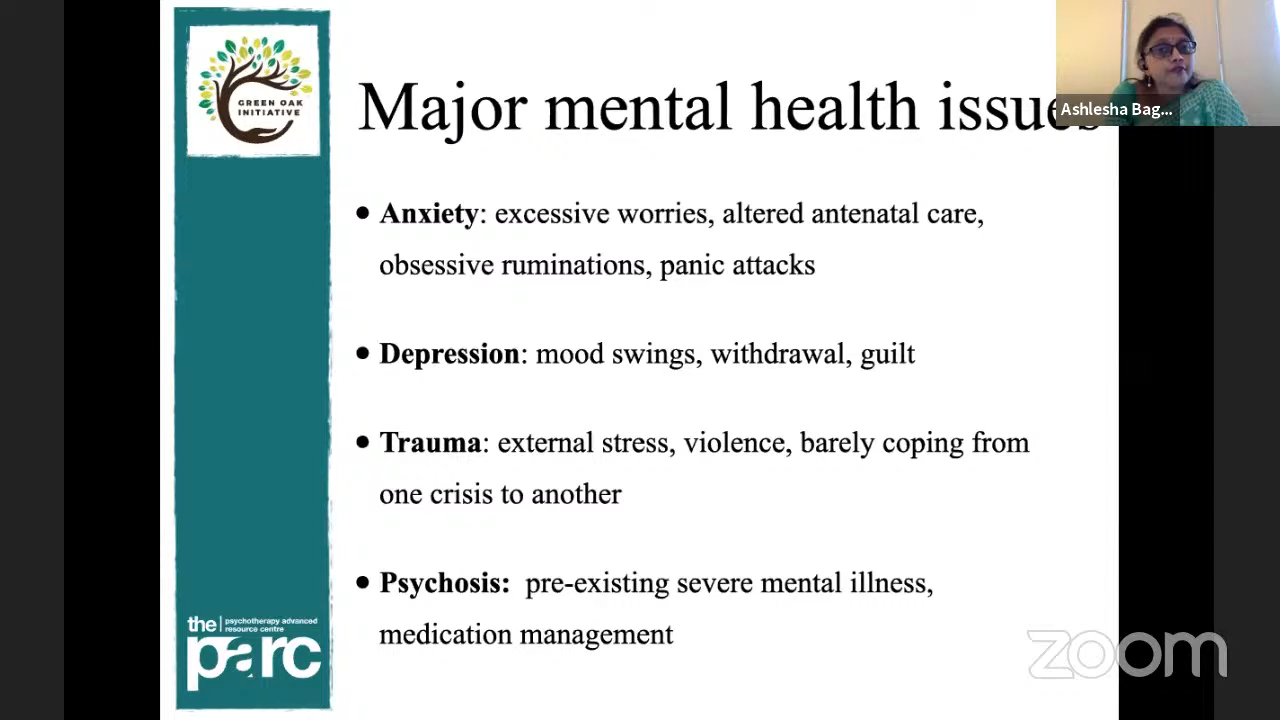 GREEN OAK
INITIATIVE
Major mental health issues
Ashlesha Bag...
• Anxiety: excessive worries, altered antenatal care,
obsessive ruminations, panic attacks
• Depression: mood swings, withdrawal, guilt
• Trauma: external stress, violence, barely coping from
one crisis to another
• Psychosis: pre-existing severe mental illness,
medication management
the | psychotherapy advanced
resource centre
parc
zoom